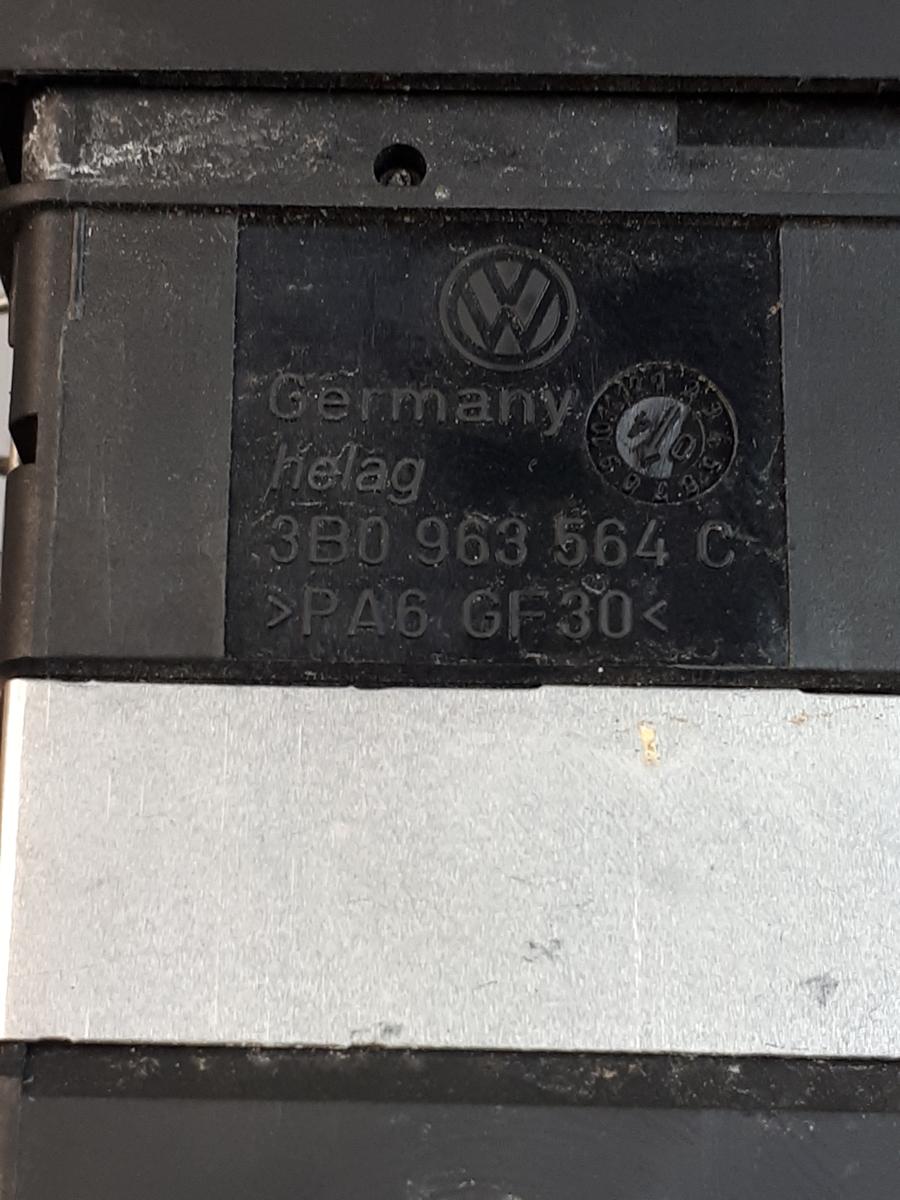 Germany
helag
3B0 963 564 C
>PA6 GF30<